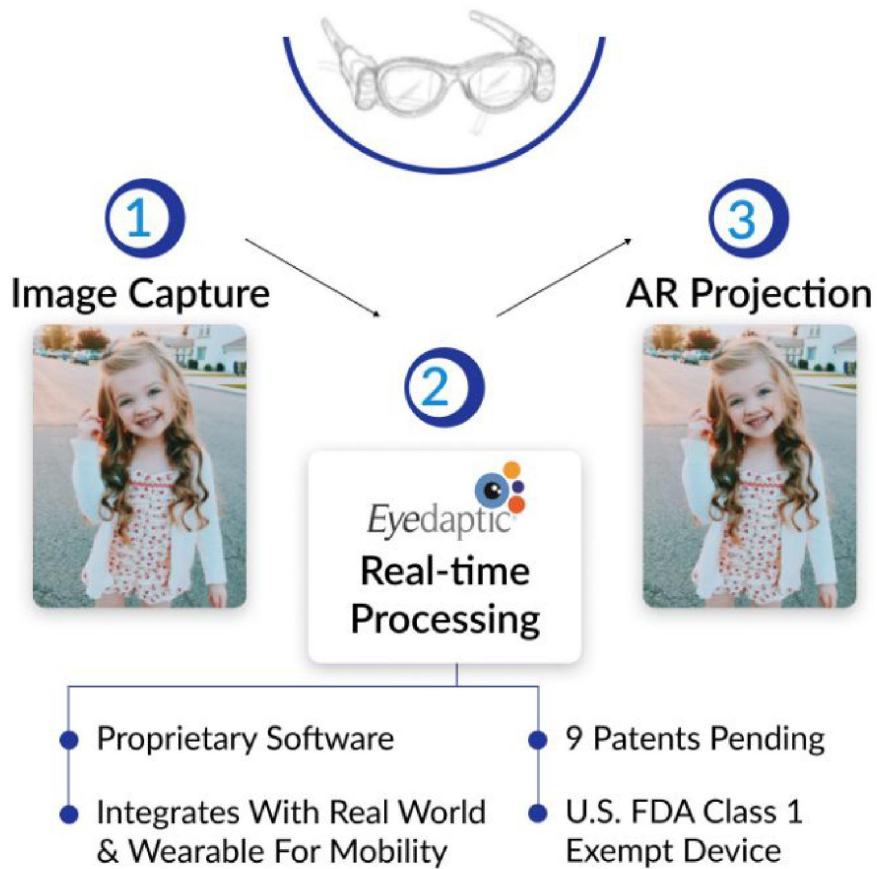 1
Image Capture
3
AR Projection
2
Eyedaptic
Real-time
Processing
Proprietary Software
Integrates With Real World
& Wearable For Mobility
9 Patents Pending
U.S. FDA Class 1
Exempt Device